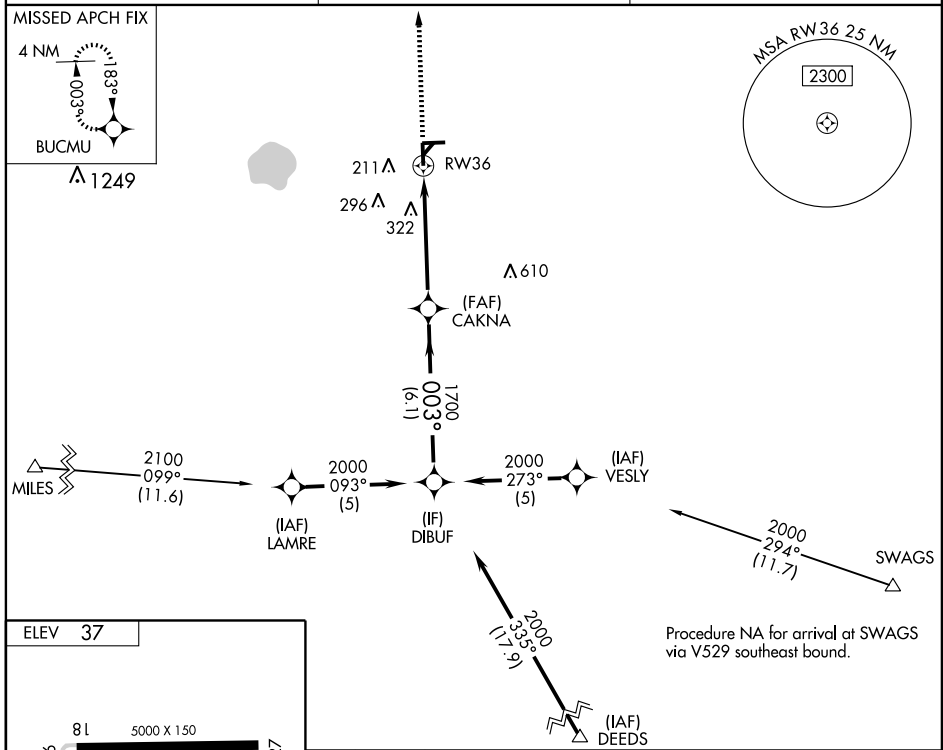 MISSED APCH FIX
4 NM
183°
003°
BUCMU
1249
MSA RW36 25 NM
2300
211
RW36
296
322
610
(FAF)
CAKNA
1700
003°
(6.1)
MILES
2100
099°
(11.6)
2000
093°
(5)
(IAF)
LAMRE
(IF)
DIBUF
2000
273°
(5)
(IAF)
VESLY
2000
294°
(11.7)
SWAGS
2000
335°
(17.9)
(IAF)
DEEDS
Procedure NA for arrival at SWAGS
via V529 southeast bound.
ELEV 37
18
5000 X 150